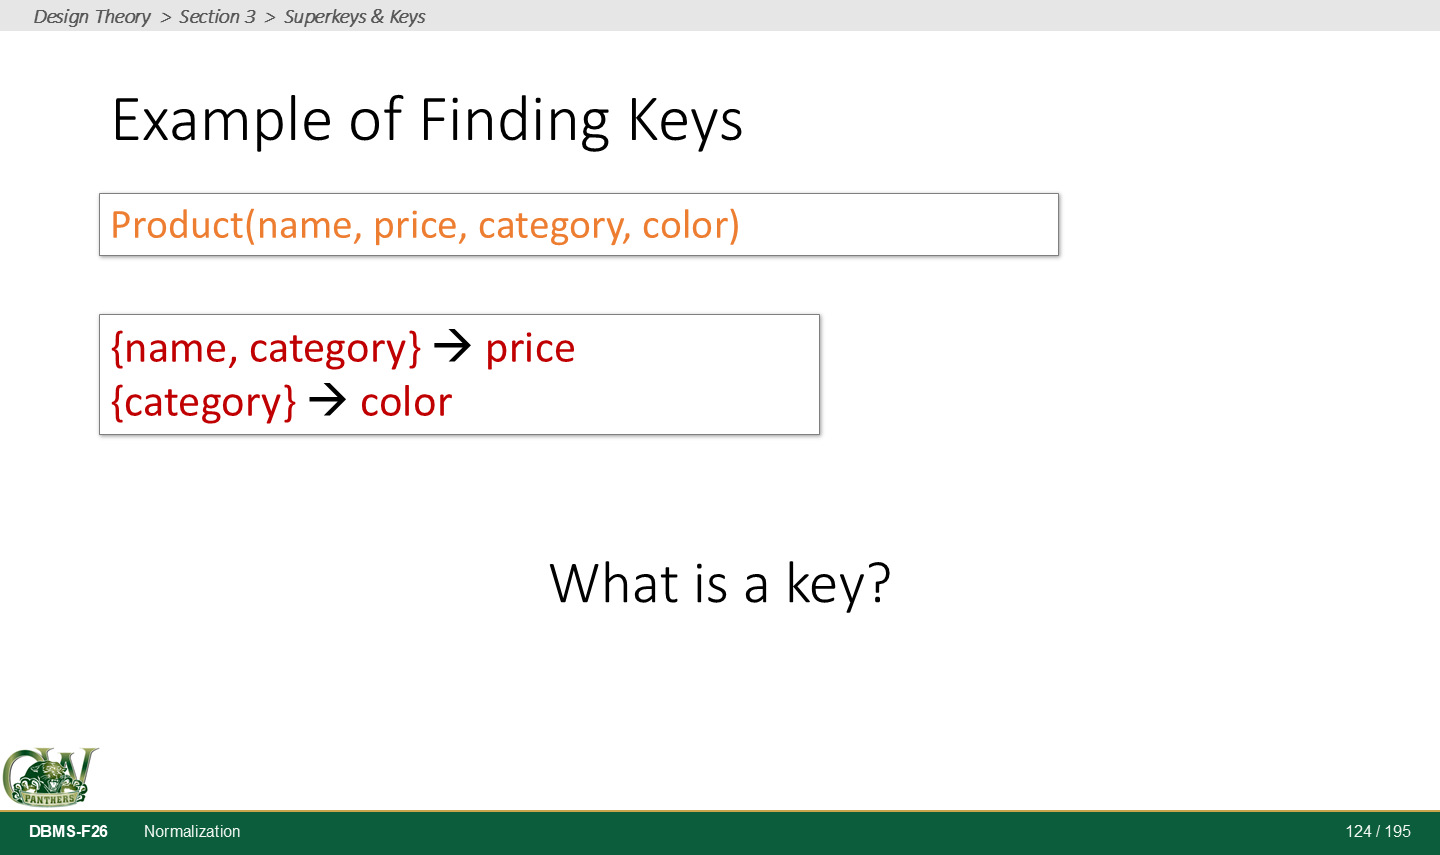 Design Theory > Section 3 > Superkeys & Keys
Example of Finding Keys
Product(name, price, category, color)
{name, category} → price
{category} → color
What is a key?
OW
PANTHERS
DBMS-F26 Normalization 124 / 195